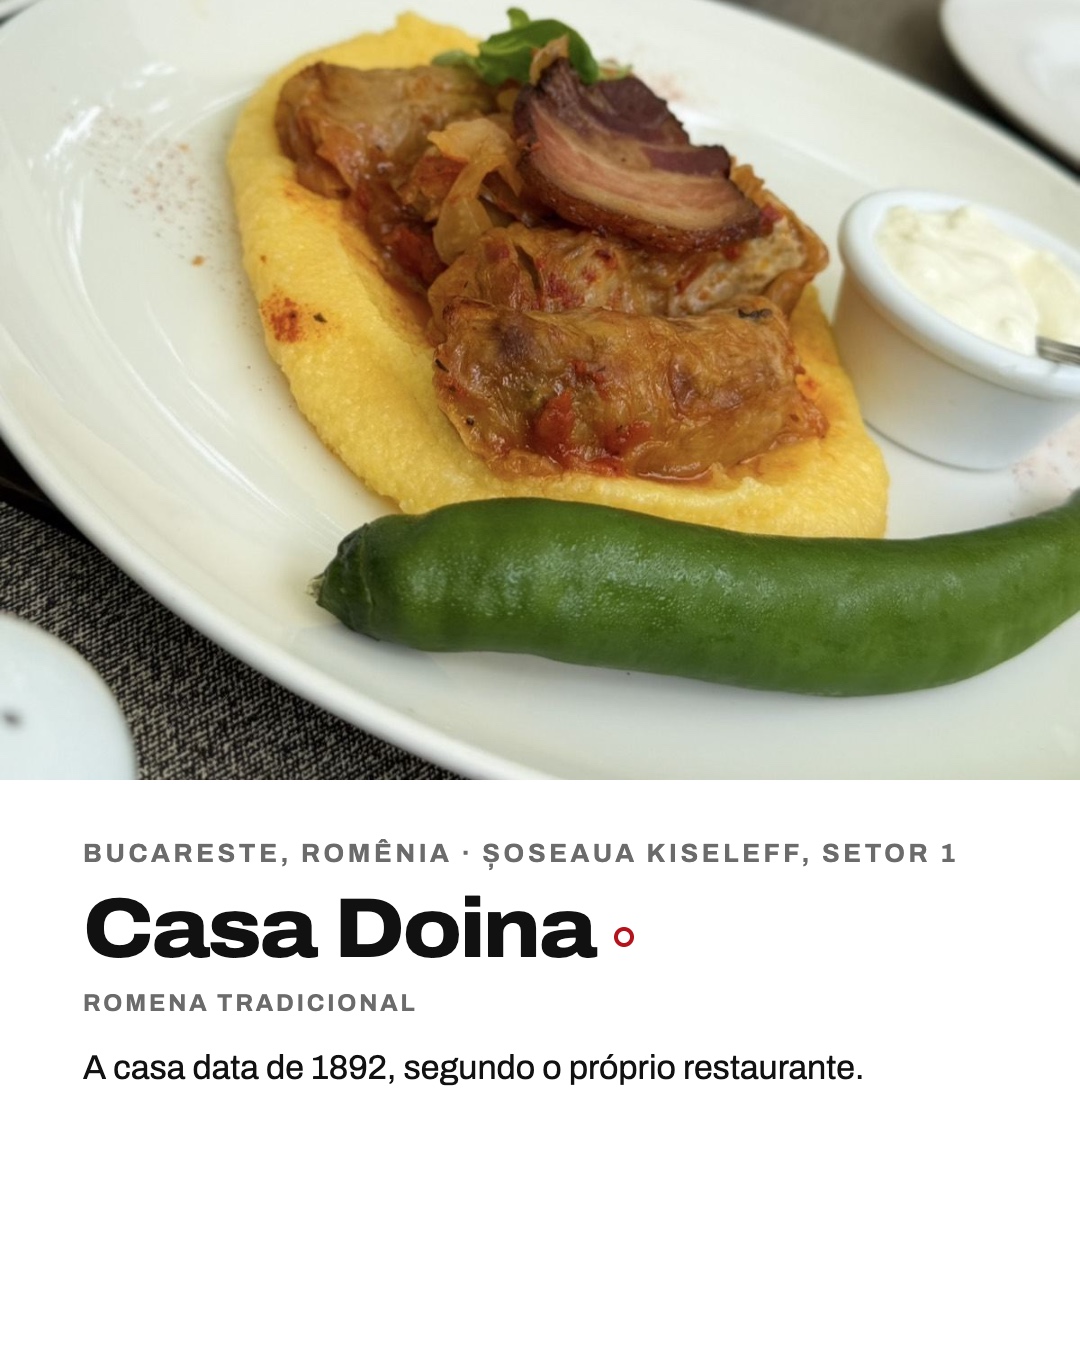 BUCARESTE, ROMÊNIA · ȘOSEAUA KISELEFF, SETOR 1
Casa Doina
ROMENA TRADICIONAL
A casa data de 1892, segundo o próprio restaurante.